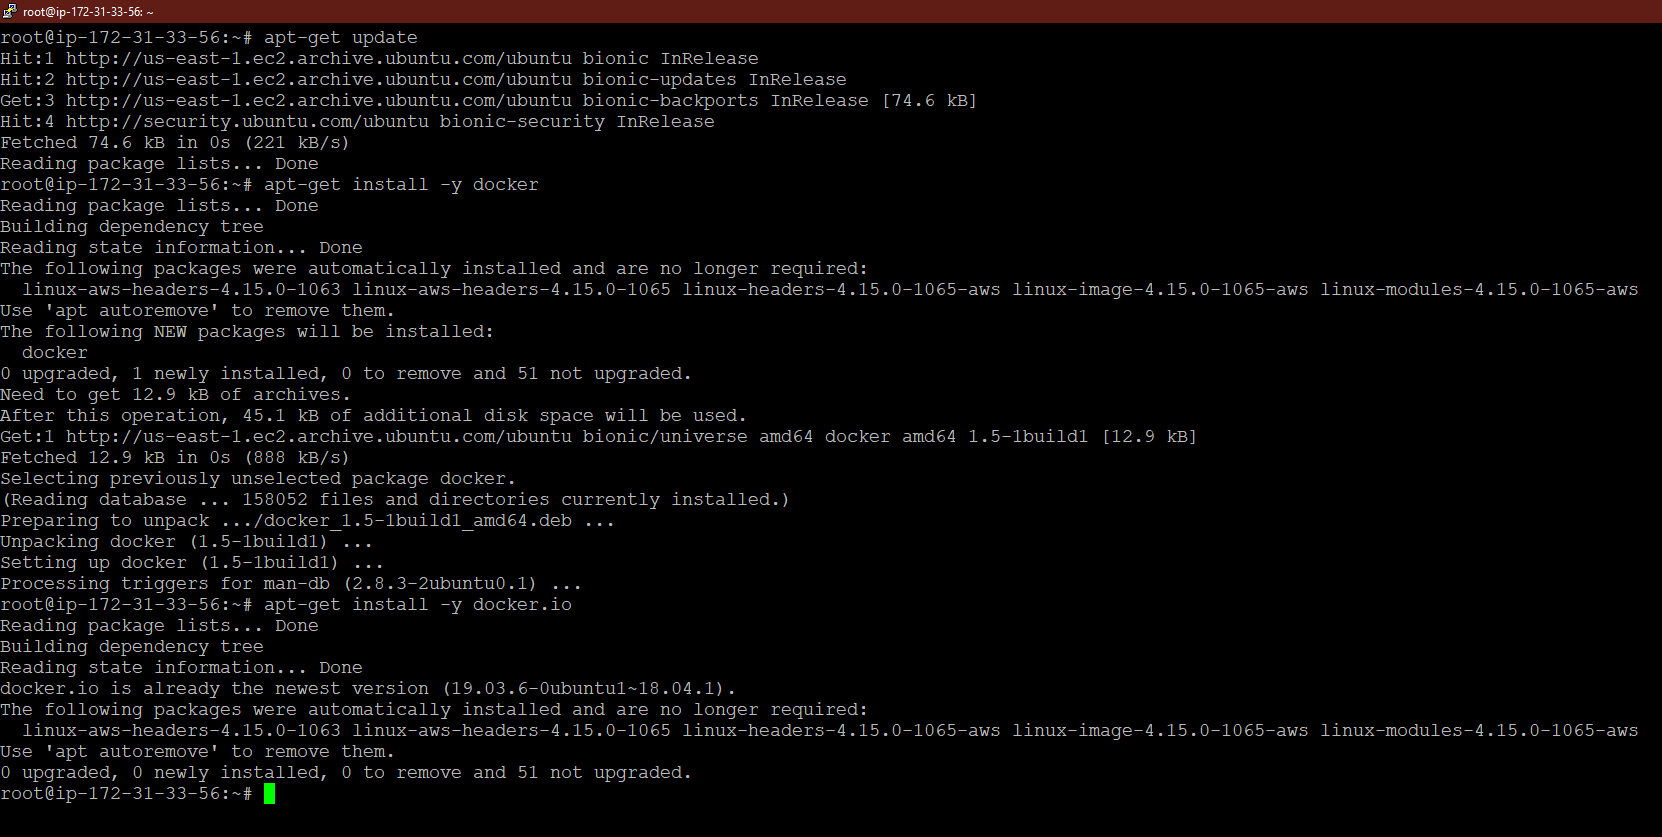 root@ip-172-31-33-56: ~
root@ip-172-31-33-56:~# apt-get update
Hit:1 http://us-east-1.ec2.archive.ubuntu.com/ubuntu bionic InRelease
Hit:2 http://us-east-1.ec2.archive.ubuntu.com/ubuntu bionic-updates InRelease
Get:3 http://us-east-1.ec2.archive.ubuntu.com/ubuntu bionic-backports InRelease [74.6 kB]
Hit:4 http://security.ubuntu.com/ubuntu bionic-security InRelease
Fetched 74.6 kB in 0s (221 kB/s)
Reading package lists... Done
root@ip-172-31-33-56:~# apt-get install -y docker
Reading package lists... Done
Building dependency tree
Reading state information... Done
The following packages were automatically installed and are no longer required:
  linux-aws-headers-4.15.0-1063 linux-aws-headers-4.15.0-1065 linux-headers-4.15.0-1065-aws linux-image-4.15.0-1065-aws linux-modules-4.15.0-1065-aws
Use 'apt autoremove' to remove them.
The following NEW packages will be installed:
  docker
0 upgraded, 1 newly installed, 0 to remove and 51 not upgraded.
Need to get 12.9 kB of archives.
After this operation, 45.1 kB of additional disk space will be used.
Get:1 http://us-east-1.ec2.archive.ubuntu.com/ubuntu bionic/universe amd64 docker amd64 1.5-1build1 [12.9 kB]
Fetched 12.9 kB in 0s (888 kB/s)
Selecting previously unselected package docker.
(Reading database ... 158052 files and directories currently installed.)
Preparing to unpack .../docker_1.5-1build1_amd64.deb ...
Unpacking docker (1.5-1build1) ...
Setting up docker (1.5-1build1) ...
Processing triggers for man-db (2.8.3-2ubuntu0.1) ...
root@ip-172-31-33-56:~# apt-get install -y docker.io
Reading package lists... Done
Building dependency tree
Reading state information... Done
docker.io is already the newest version (19.03.6-0ubuntu1~18.04.1).
The following packages were automatically installed and are no longer required:
  linux-aws-headers-4.15.0-1063 linux-aws-headers-4.15.0-1065 linux-headers-4.15.0-1065-aws linux-image-4.15.0-1065-aws linux-modules-4.15.0-1065-aws
Use 'apt autoremove' to remove them.
0 upgraded, 0 newly installed, 0 to remove and 51 not upgraded.
root@ip-172-31-33-56:~#